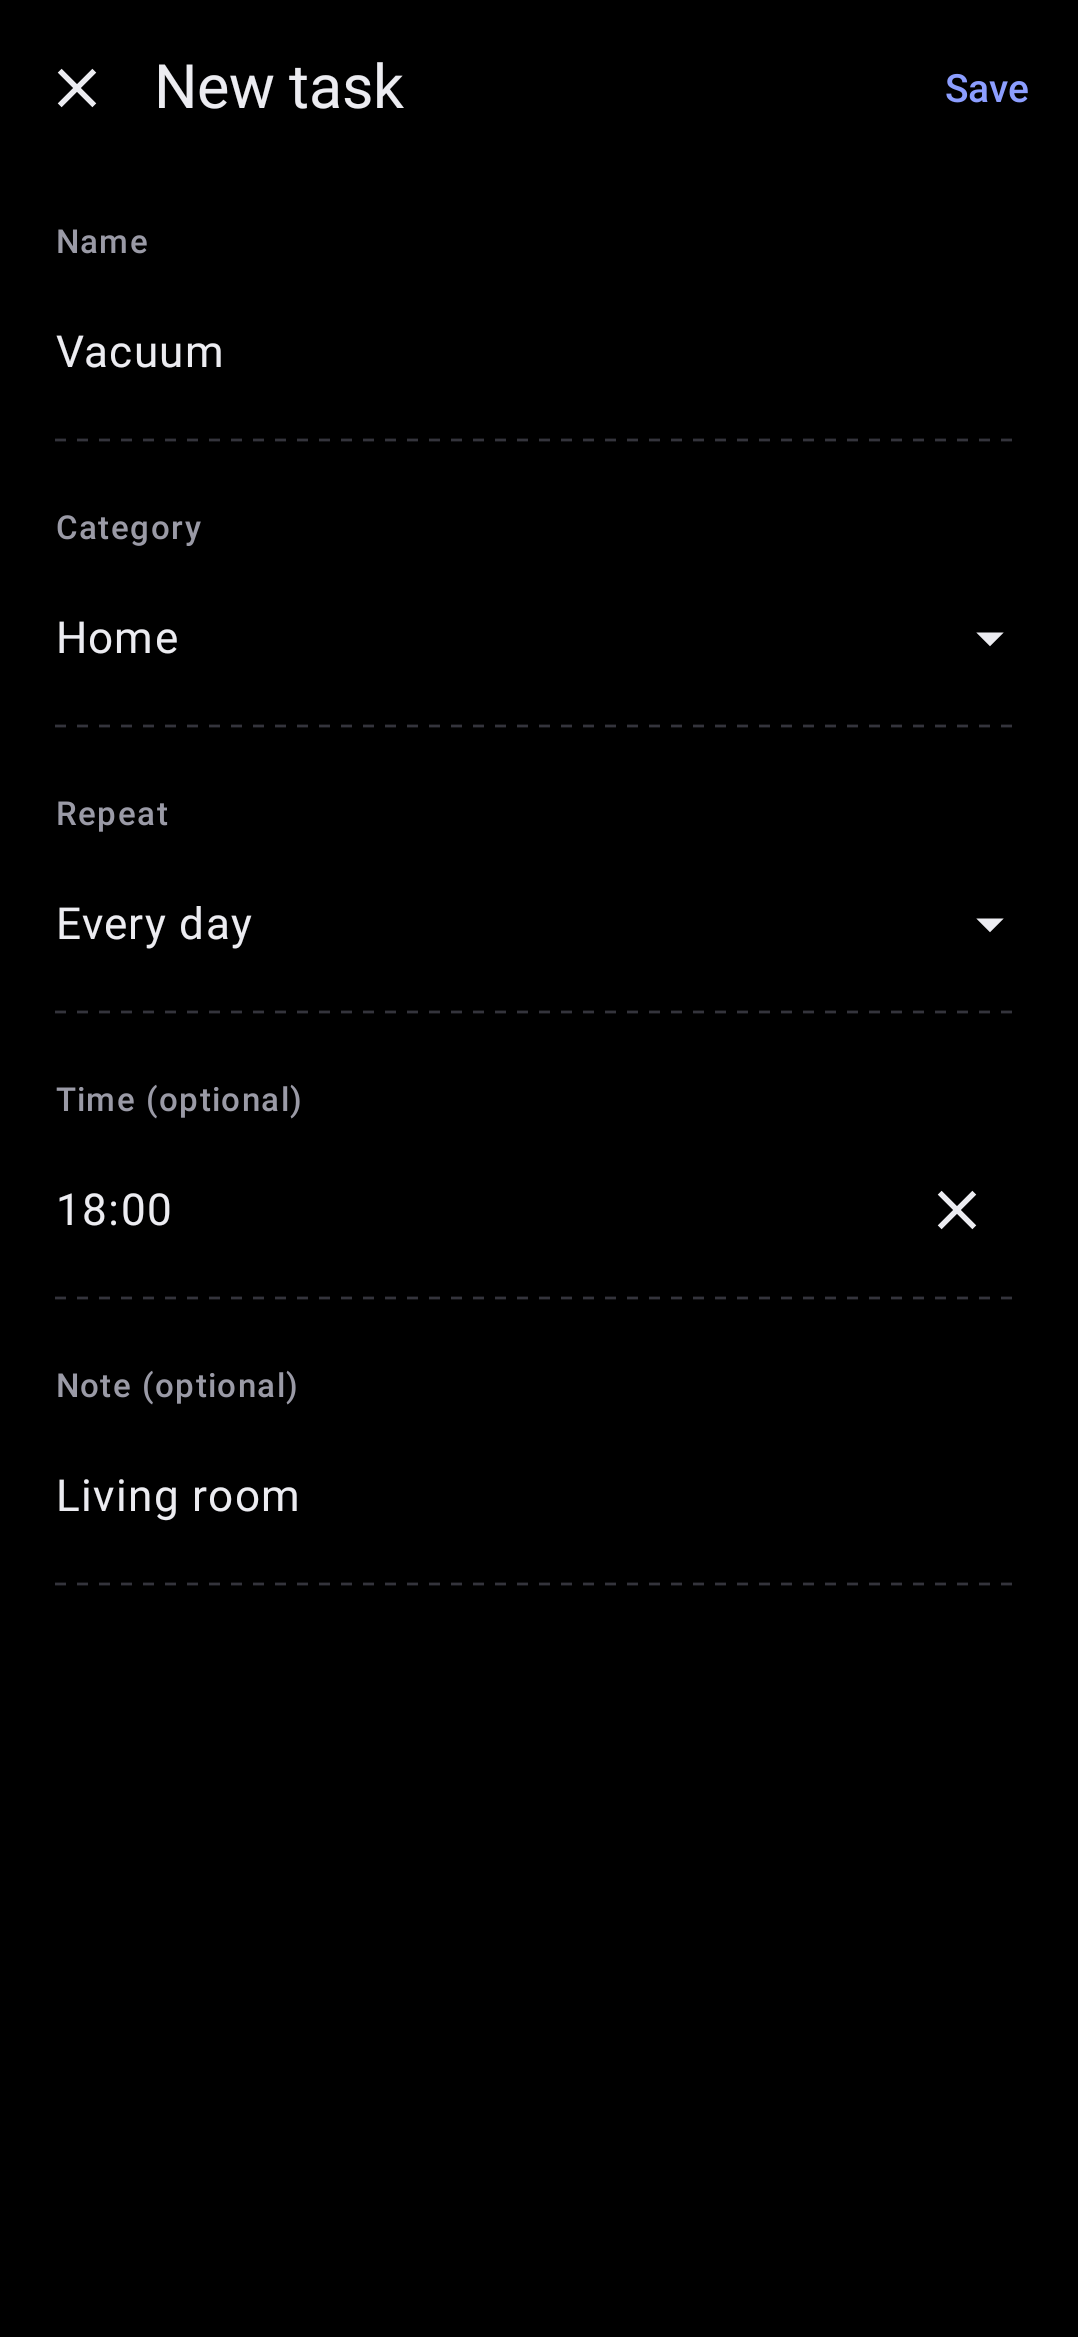 New task
Save
Name
Vacuum
Category
Home
Repeat
Every day
Time (optional)
18:00
Note (optional)
Living room